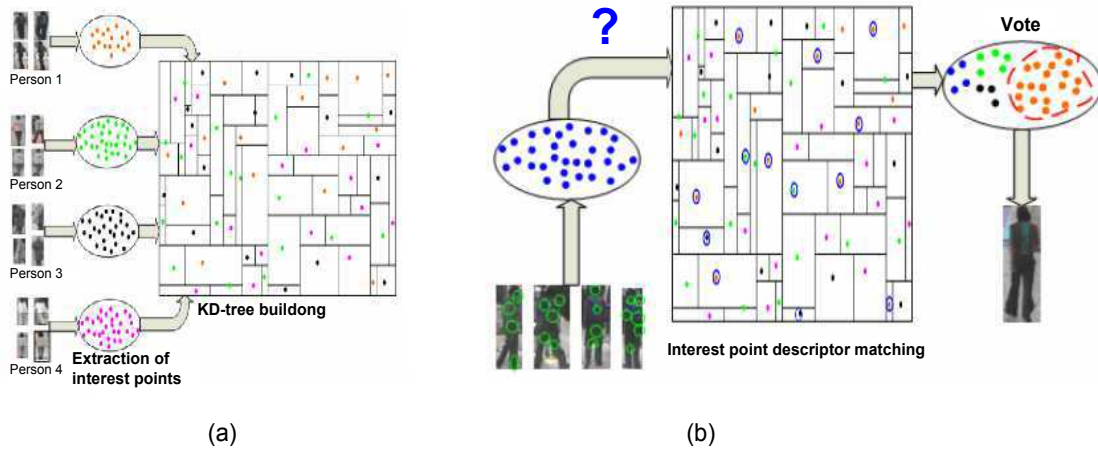 Person 1
Person 2
Person 3
Person 4
KD-tree buildong
Extraction of
interest points
(a)
?
Vote
Interest point descriptor matching
(b)